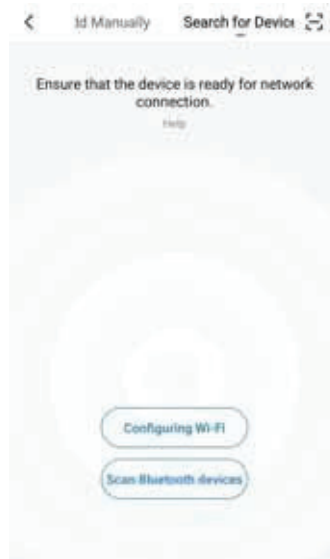 ld Manually Search for Device
Ensure that the device is ready for network
connection.
Help
Configuring Wi-Fi
Scan Bluetooth devices